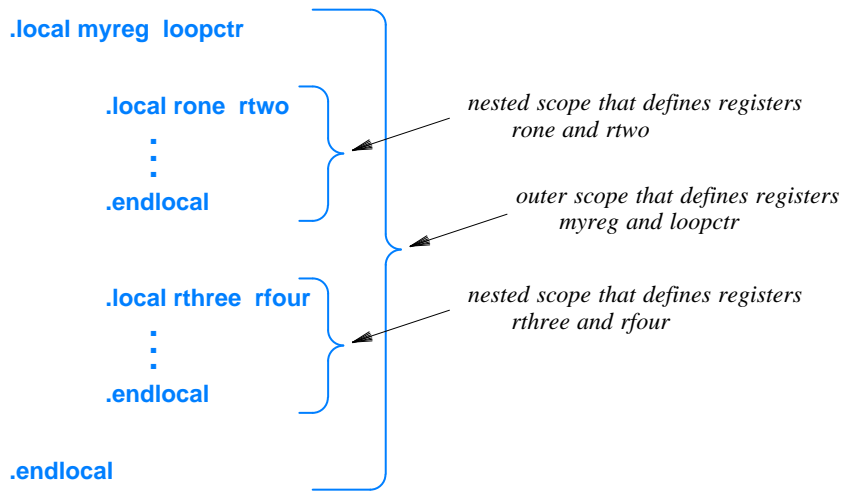 .local myreg loopctr
.local rone rtwo
nested scope that defines registers
rone and rtwo
.endlocal
outer scope that defines registers
myreg and loopctr
.local rthree rfour
nested scope that defines registers
rthree and rfour
.endlocal
.endlocal